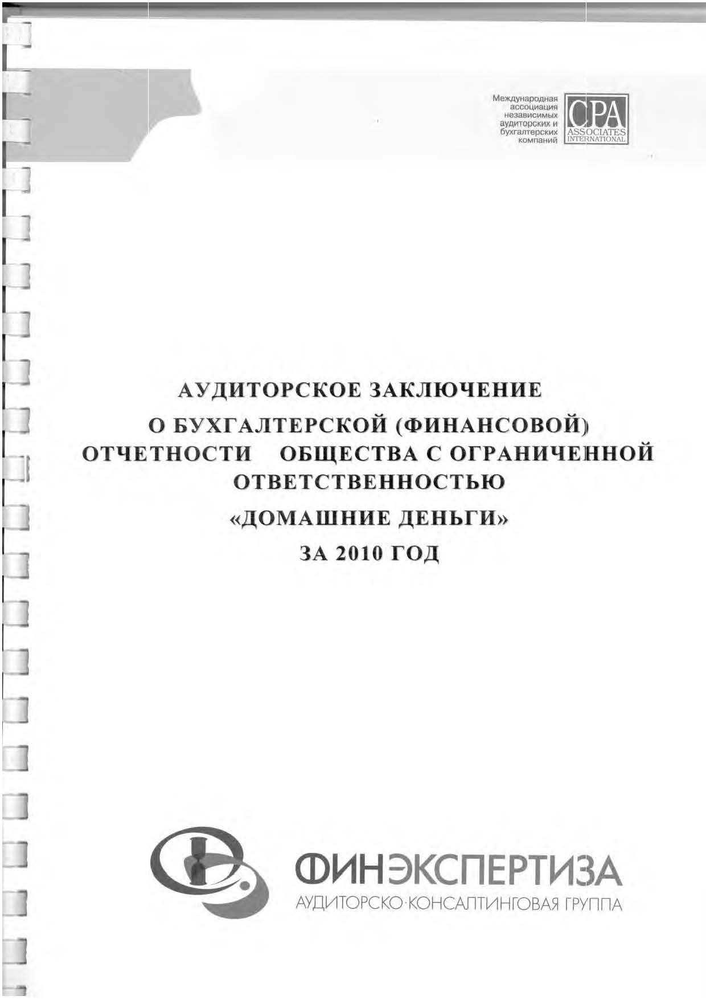 Международная
ассоциация
независимых
аудиторских и
бухгалтерских
компаний
CPA
ASSOCIATES
INTERNATIONAL
АУДИТОРСКОЕ ЗАКЛЮЧЕНИЕ
О БУХГАЛТЕРСКОЙ (ФИНАНСОВОЙ)
ОТЧЕТНОСТИ ОБЩЕСТВА С ОГРАНИЧЕННОЙ
ОТВЕТСТВЕННОСТЬЮ
«ДОМАШНИЕ ДЕНЬГИ»
ЗА 2010 ГОД
ФИНЭКСПЕРТИЗА
АУДИТОРСКО·КОНСАЛТИНГОВАЯ ГРУППА